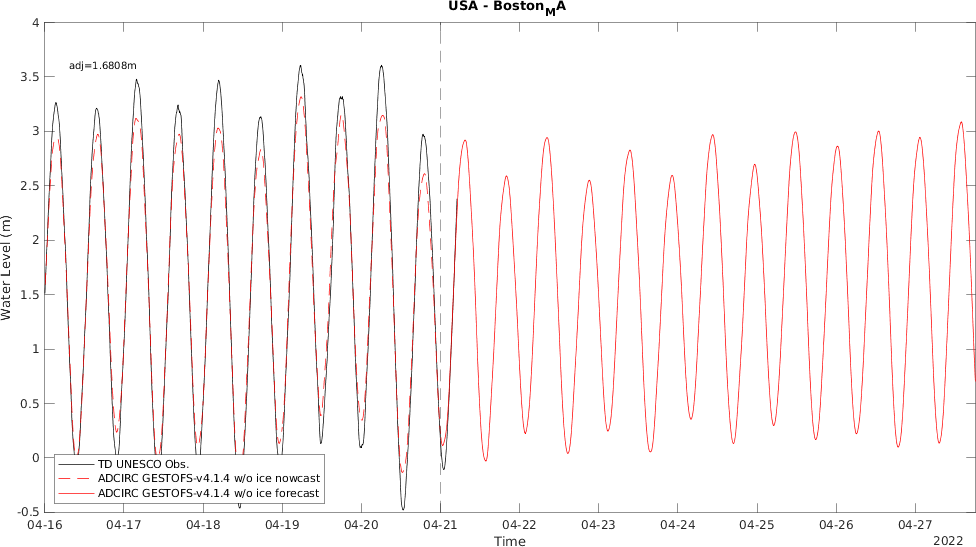 USA - Boston_MA
4
adj=1.6808m
3.5
3
2.5
2
1.5
1
0.5
0
-0.5
Water Level (m)
TD UNESCO Obs.
ADCIRC GESTOFS-v4.1.4 w/o ice nowcast
ADCIRC GESTOFS-v4.1.4 w/o ice forecast
04-16 04-17 04-18 04-19 04-20 04-21 04-22 04-23 04-24 04-25 04-26 04-27
Time
2022